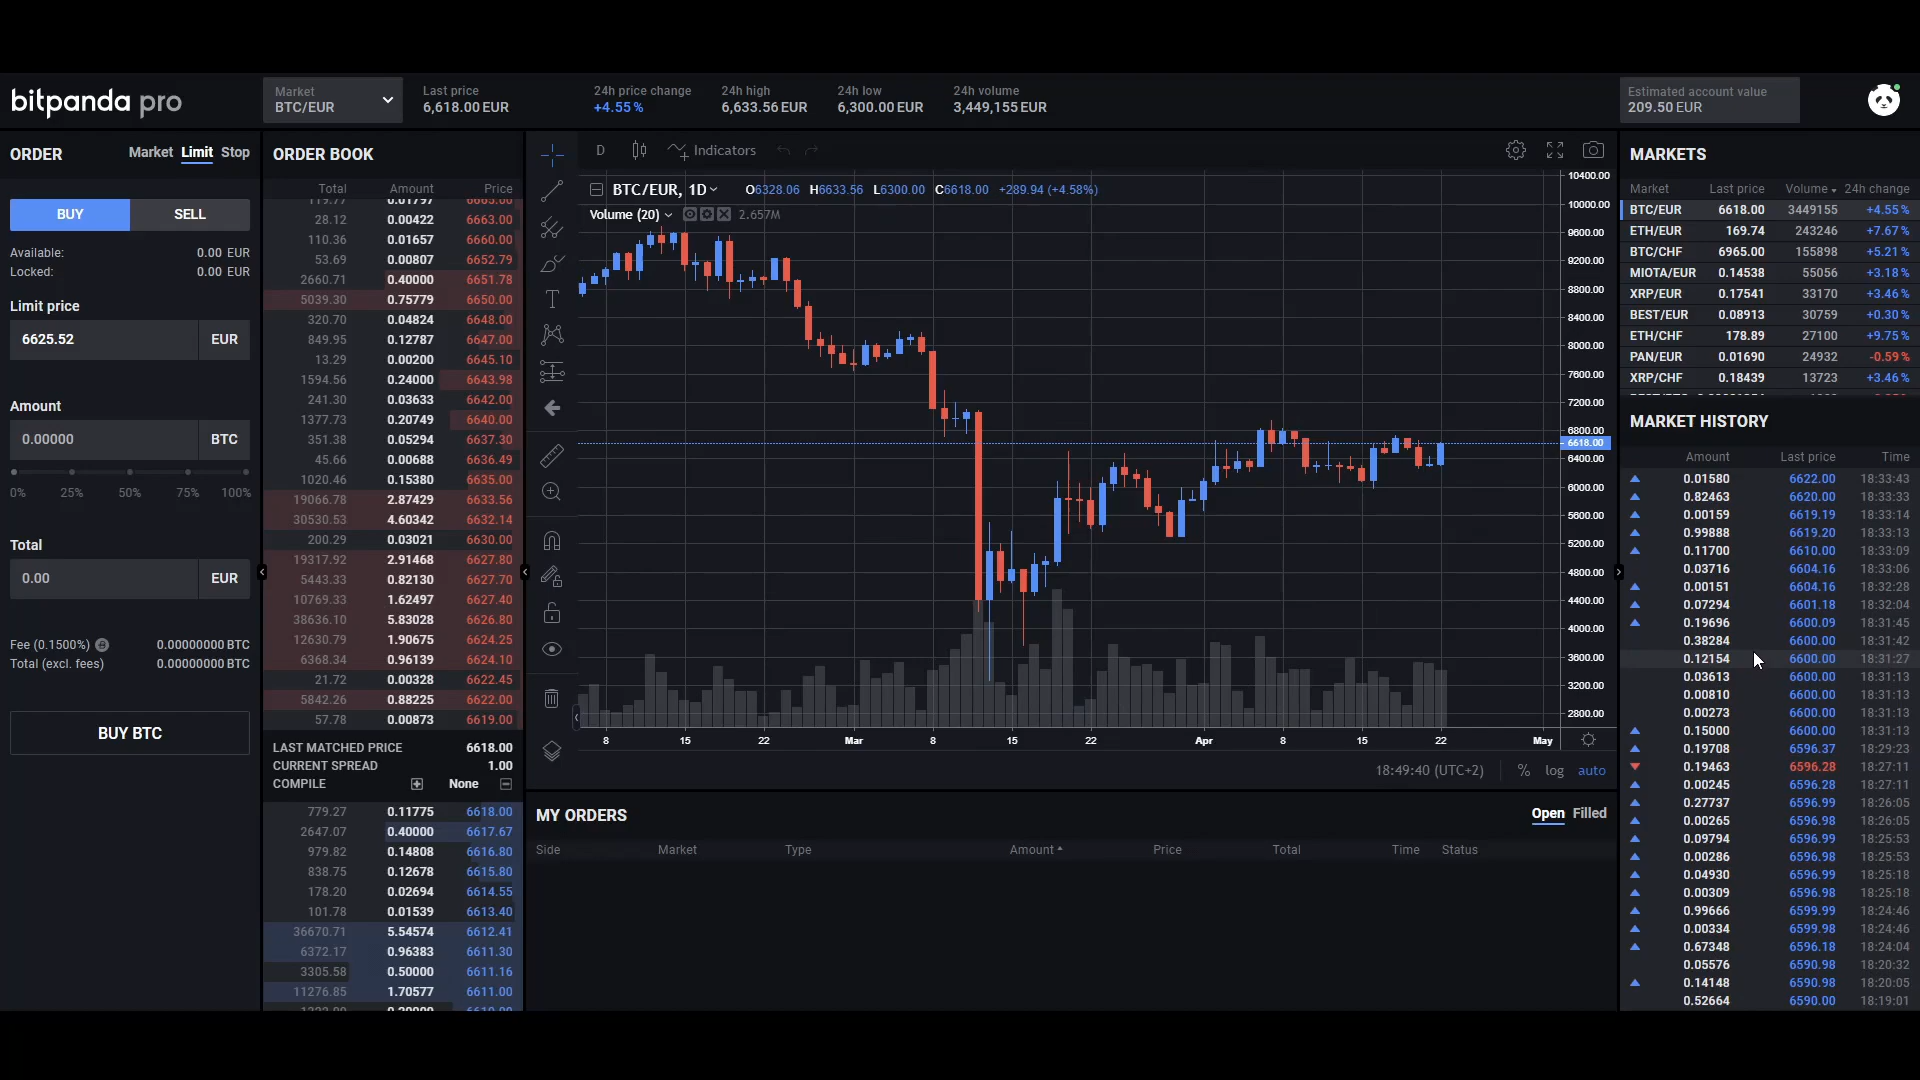 bitpanda pro
Market
BTC/EUR
Last price
6,618.00 EUR
24h price change
+4.55 %
24h high
6,633.56 EUR
24h low
6,300.00 EUR
24h volume
3,449,155 EUR
Estimated account value
209.50 EUR
ORDER
Market Limit Stop
BUY SELL
Available: 0.00 EUR
Locked: 0.00 EUR
Limit price
6625.52 EUR
Amount
0.00000 BTC
0% 25% 50% 75% 100%
Total
0.00 EUR
Fee (0.1500%) 0.00000000 BTC
Total (excl. fees) 0.00000000 BTC
BUY BTC
ORDER BOOK
Total Amount Price
119.77 0.01797 6665.00
28.12 0.00422 6663.00
110.36 0.01657 6660.00
53.69 0.00807 6652.79
2660.71 0.40000 6651.78
5039.30 0.75779 6650.00
320.70 0.04824 6648.00
849.95 0.12787 6647.00
13.29 0.00200 6645.10
1594.56 0.24000 6643.98
241.30 0.03633 6642.00
1377.73 0.20749 6640.00
351.38 0.05294 6637.30
45.66 0.00688 6636.49
1020.46 0.15380 6635.00
19066.78 2.87429 6633.56
30530.53 4.60342 6632.14
200.29 0.03021 6630.00
19317.92 2.91468 6627.80
5443.33 0.82130 6627.70
10769.33 1.62497 6627.40
38636.10 5.83028 6626.80
12630.79 1.90675 6624.25
6368.34 0.96139 6624.10
21.72 0.00328 6622.45
5842.26 0.88225 6622.00
57.78 0.00873 6619.00
LAST MATCHED PRICE 6618.00
CURRENT SPREAD 1.00
COMPILE None
779.27 0.11775 6618.00
2647.07 0.40000 6617.67
979.82 0.14808 6616.80
838.75 0.12678 6615.80
178.20 0.02694 6614.55
101.78 0.01539 6613.40
36670.71 5.54574 6612.41
6372.17 0.96383 6611.30
3305.58 0.50000 6611.16
11276.85 1.70577 6611.00
D Indicators
BTC/EUR, 1D O6328.06 H6633.56 L6300.00 C6618.00 +289.94 (+4.58%)
Volume (20) 2.657M
10400.00
10000.00
9600.00
9200.00
8800.00
8400.00
8000.00
7600.00
7200.00
6800.00
6618.00
6400.00
6000.00
5600.00
5200.00
4800.00
4400.00
4000.00
3600.00
3200.00
2800.00
8 15 22 Mar 8 15 22 Apr 8 15 22 May
18:49:40 (UTC+2) % log auto
MY ORDERS
Open Filled
Side Market Type Amount Price Total Time Status
MARKETS
Market Last price Volume 24h change
BTC/EUR 6618.00 3449155 +4.55 %
ETH/EUR 169.74 243246 +7.67 %
BTC/CHF 6965.00 155898 +5.21 %
MIOTA/EUR 0.14538 55056 +3.18 %
XRP/EUR 0.17541 33170 +3.46 %
BEST/EUR 0.08913 30759 +0.30 %
ETH/CHF 178.89 27100 +9.75 %
PAN/EUR 0.01690 24932 -0.59 %
XRP/CHF 0.18439 13723 +3.46 %
MARKET HISTORY
Amount Last price Time
0.01580 6622.00 18:33:43
0.82463 6620.00 18:33:33
0.00159 6619.19 18:33:14
0.99888 6619.20 18:33:13
0.11700 6610.00 18:33:09
0.03716 6604.16 18:33:06
0.00151 6604.16 18:32:28
0.07294 6601.18 18:32:04
0.19696 6600.09 18:31:45
0.38284 6600.00 18:31:42
0.12154 6600.00 18:31:27
0.03613 6600.00 18:31:13
0.00810 6600.00 18:31:13
0.00273 6600.00 18:31:13
0.15000 6600.00 18:31:13
0.19708 6596.37 18:29:23
0.19463 6596.28 18:27:11
0.00245 6596.28 18:27:11
0.27737 6596.99 18:26:05
0.00265 6596.98 18:26:05
0.09794 6596.99 18:25:53
0.00286 6596.98 18:25:53
0.04930 6596.99 18:25:18
0.00309 6596.98 18:25:18
0.99666 6599.99 18:24:46
0.00334 6599.98 18:24:46
0.67348 6596.18 18:24:04
0.05576 6590.98 18:20:32
0.14148 6590.98 18:20:05
0.52664 6590.00 18:19:01